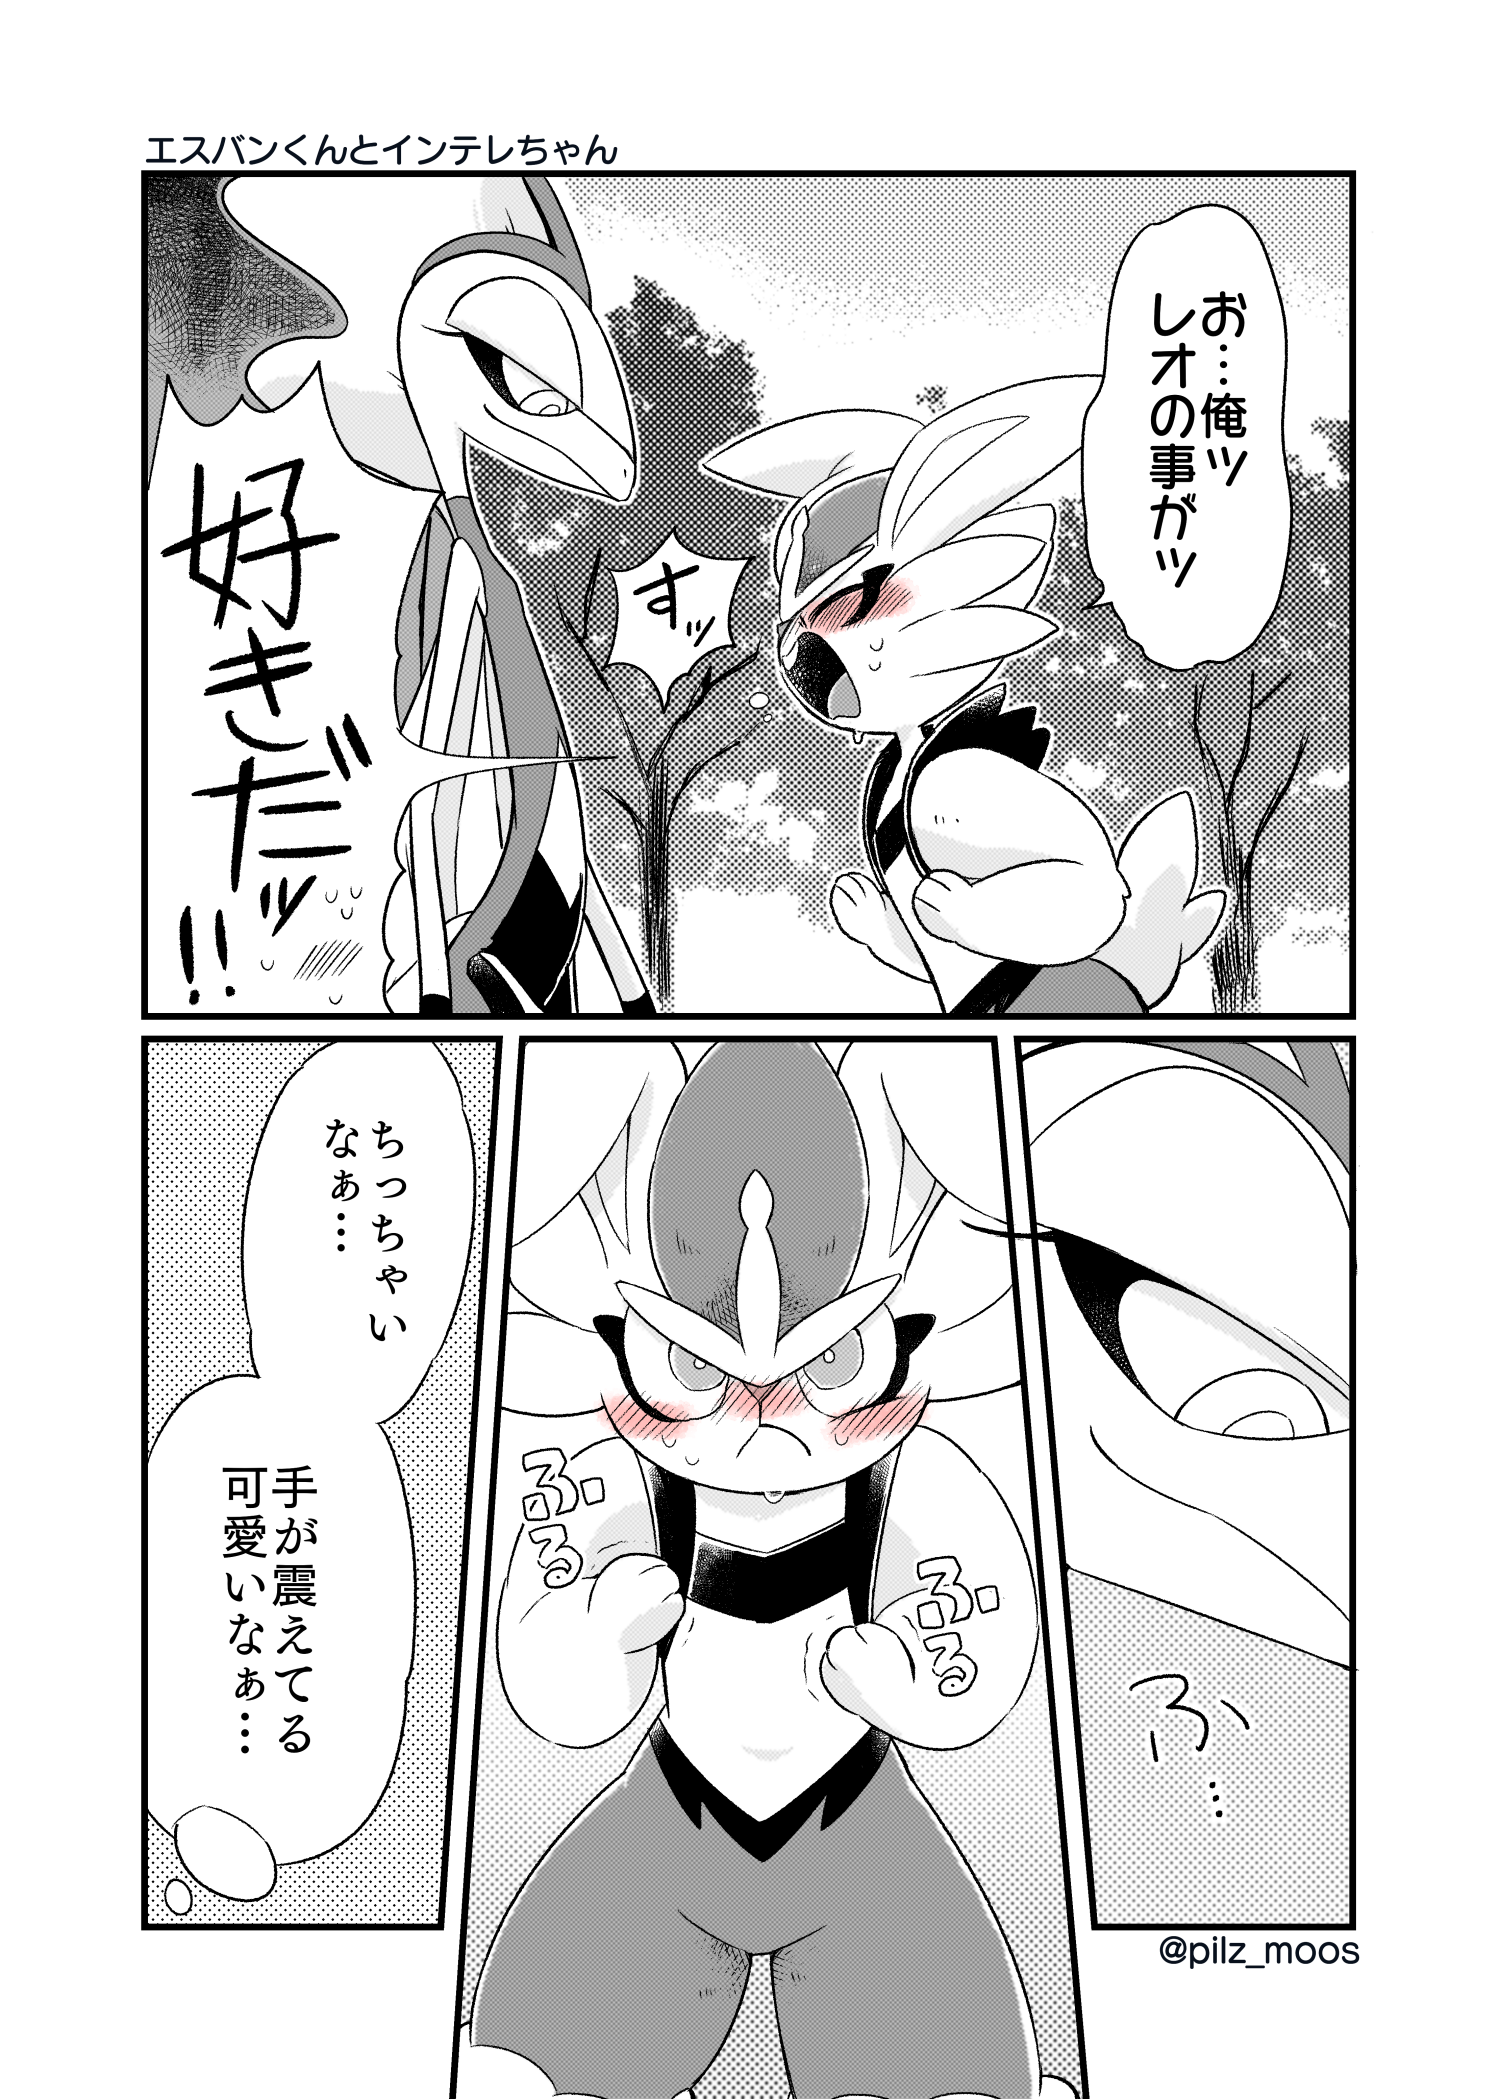 エスバンくんとインテレちゃん
お…俺ッ
レオの事がッ
すッ
好きだッ!!
ふ…
ふる
ふる
ちっちゃい
なぁ…
手が震えてる
可愛いなぁ…
@pilz_moos